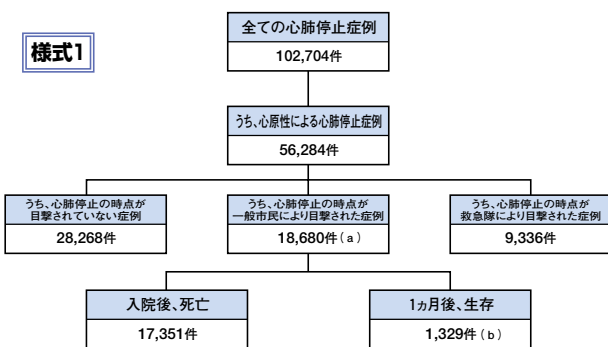 様式1
全ての心肺停止症例
102,704件
うち、心原性による心肺停止症例
56,284件
うち、心肺停止の時点が
目撃されていない症例
28,268件
うち、心肺停止の時点が
一般市民により目撃された症例
18,680件(a)
うち、心肺停止の時点が
救急隊により目撃された症例
9,336件
入院後、死亡
17,351件
1ヵ月後、生存
1,329件(b)